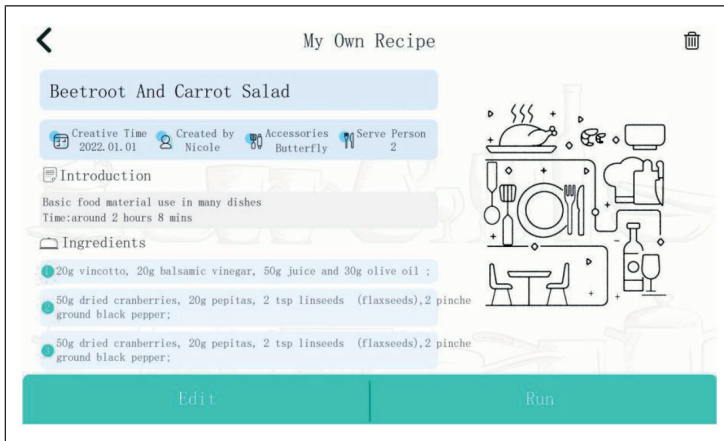 My Own Recipe
Beetroot And Carrot Salad
Creative Time
2022.01.01
Created by
Nicole
Accessories
Butterfly
Serve Person
2
Introduction
Basic food material use in many dishes
Time:around 2 hours 8 mins
Ingredients
1 20g vincotto, 20g balsamic vinegar, 50g juice and 30g olive oil ;
2 50g dried cranberries, 20g pepitas, 2 tsp linseeds (flaxseeds),2 pinche
ground black pepper;
3 50g dried cranberries, 20g pepitas, 2 tsp linseeds (flaxseeds),2 pinche
ground black pepper;
Edit
Run